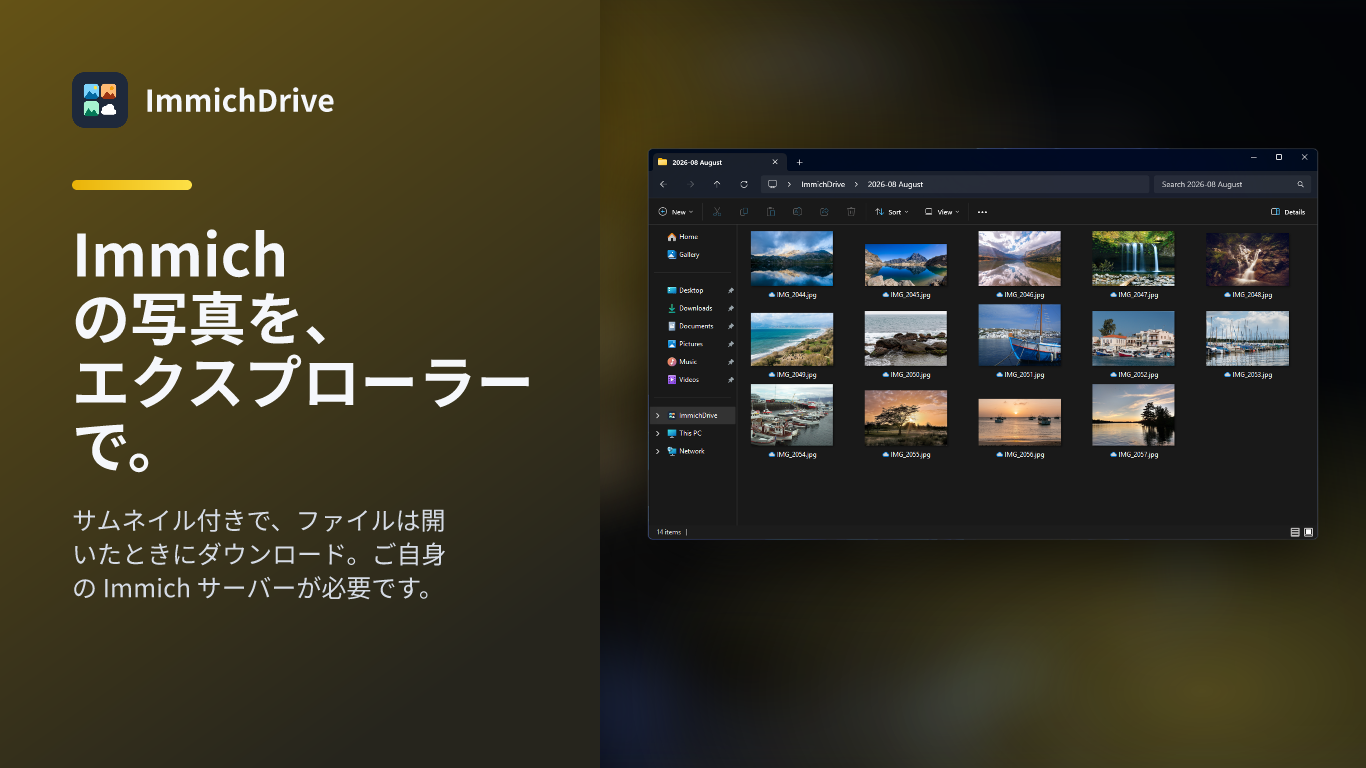 ImmichDrive
Immich
の写真を、
エクスプローラー
で。
サムネイル付きで、ファイルは開
いたときにダウンロード。ご自身
の Immich サーバーが必要です。
2026-08 August
ImmichDrive
2026-08 August
Search 2026-08 August
New
Sort
View
Details
Home
Gallery
Desktop
Downloads
Documents
Pictures
Music
Videos
ImmichDrive
This PC
Network
IMG_2044.jpg
IMG_2045.jpg
IMG_2046.jpg
IMG_2047.jpg
IMG_2048.jpg
IMG_2049.jpg
IMG_2050.jpg
IMG_2051.jpg
IMG_2052.jpg
IMG_2053.jpg
IMG_2054.jpg
IMG_2055.jpg
IMG_2056.jpg
IMG_2057.jpg
14 items